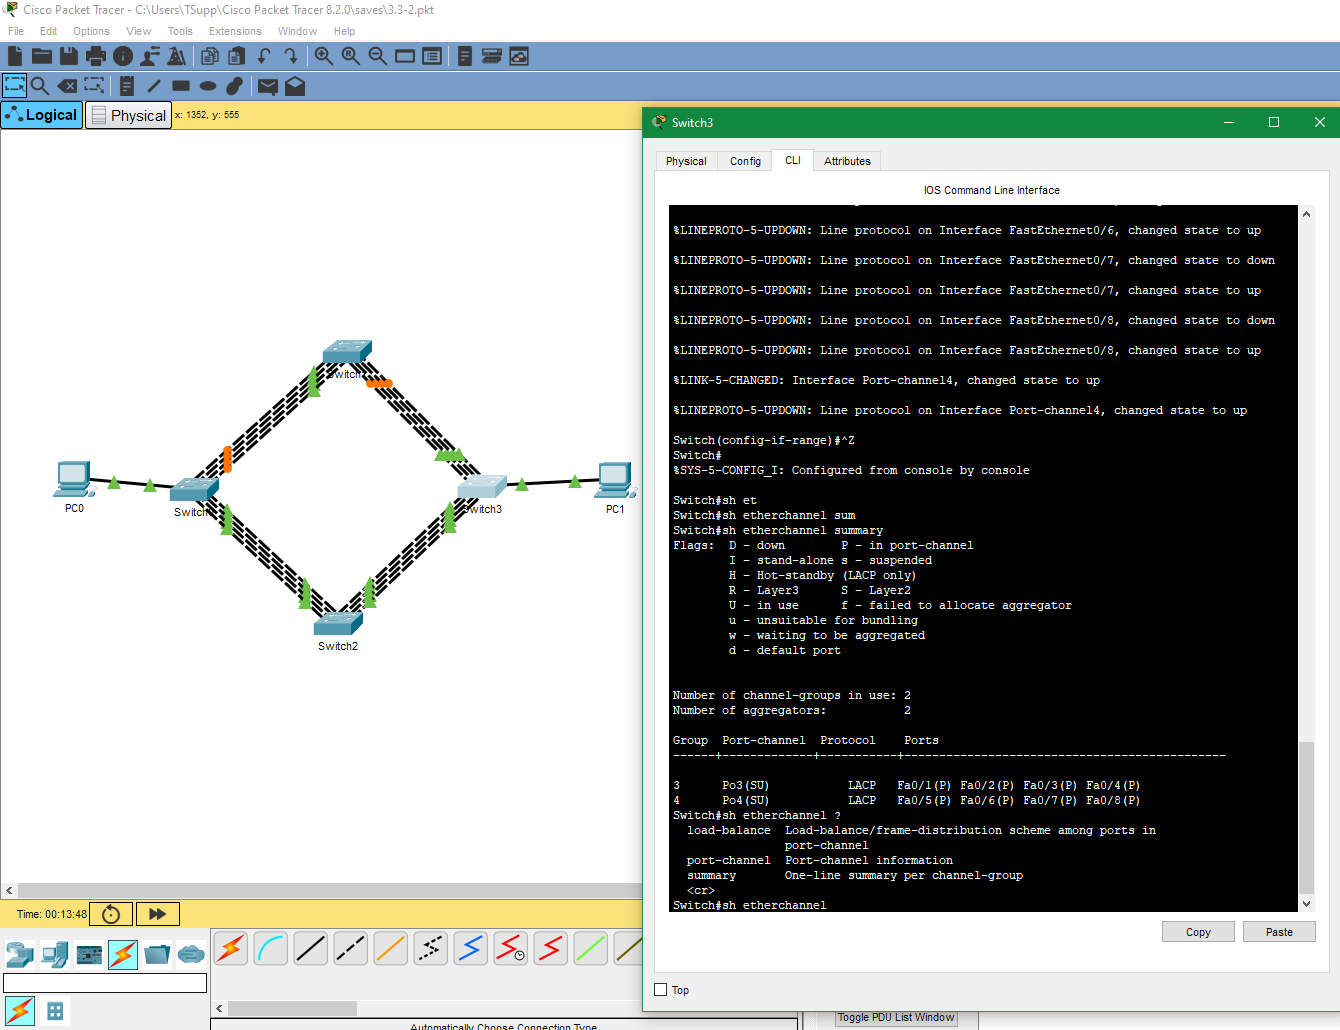 Cisco Packet Tracer - C:\Users\TSupp\Cisco Packet Tracer 8.2.0\saves\3.3-2.pkt
File Edit Options View Tools Extensions Window Help
Logical Physical x: 1352, y: 555
Switch
PC0
Switch
Switch3
PC1
Switch2
Time: 00:13:48
Automatically Choose Connection Type
Switch3
Physical Config CLI Attributes
IOS Command Line Interface
%LINEPROTO-5-UPDOWN: Line protocol on Interface FastEthernet0/6, changed state to up
%LINEPROTO-5-UPDOWN: Line protocol on Interface FastEthernet0/7, changed state to down
%LINEPROTO-5-UPDOWN: Line protocol on Interface FastEthernet0/7, changed state to up
%LINEPROTO-5-UPDOWN: Line protocol on Interface FastEthernet0/8, changed state to down
%LINEPROTO-5-UPDOWN: Line protocol on Interface FastEthernet0/8, changed state to up
%LINK-5-CHANGED: Interface Port-channel4, changed state to up
%LINEPROTO-5-UPDOWN: Line protocol on Interface Port-channel4, changed state to up
Switch(config-if-range)#^Z
Switch#
%SYS-5-CONFIG_I: Configured from console by console
Switch#sh et
Switch#sh etherchannel sum
Switch#sh etherchannel summary
Flags:  D - down        P - in port-channel
I - stand-alone s - suspended
H - Hot-standby (LACP only)
R - Layer3      S - Layer2
U - in use      f - failed to allocate aggregator
u - unsuitable for bundling
w - waiting to be aggregated
d - default port
Number of channel-groups in use: 2
Number of aggregators:           2
Group  Port-channel  Protocol    Ports
------+-------------+-----------+----------------------------------------------
3      Po3(SU)           LACP   Fa0/1(P) Fa0/2(P) Fa0/3(P) Fa0/4(P)
4      Po4(SU)           LACP   Fa0/5(P) Fa0/6(P) Fa0/7(P) Fa0/8(P)
Switch#sh etherchannel ?
load-balance  Load-balance/frame-distribution scheme among ports in
port-channel
port-channel  Port-channel information
summary       One-line summary per channel-group
<cr>
Switch#sh etherchannel
Copy Paste
Top
Toggle PDU List Window